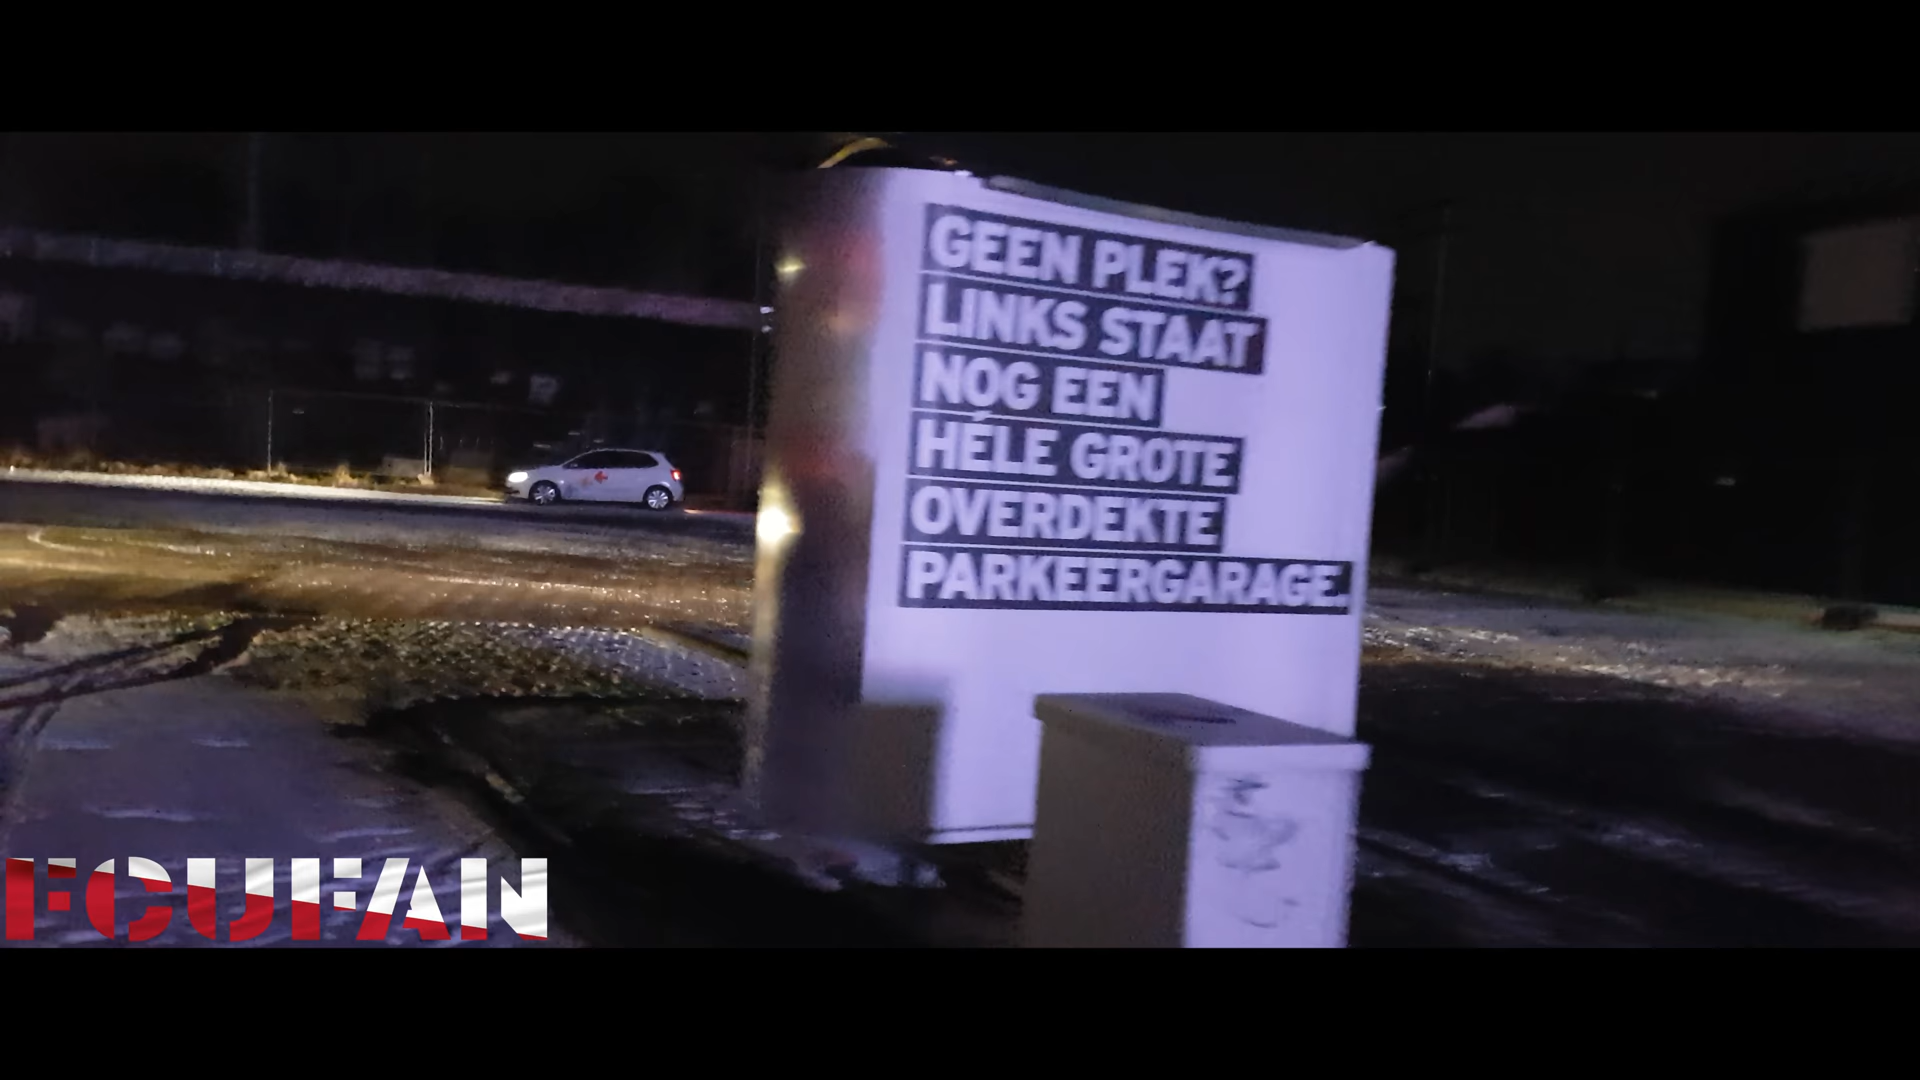 GEEN PLEK?
LINKS STAAT
NOG EEN
HÉLE GROTE
OVERDEKTE
PARKEERGARAGE.
FCUFAN